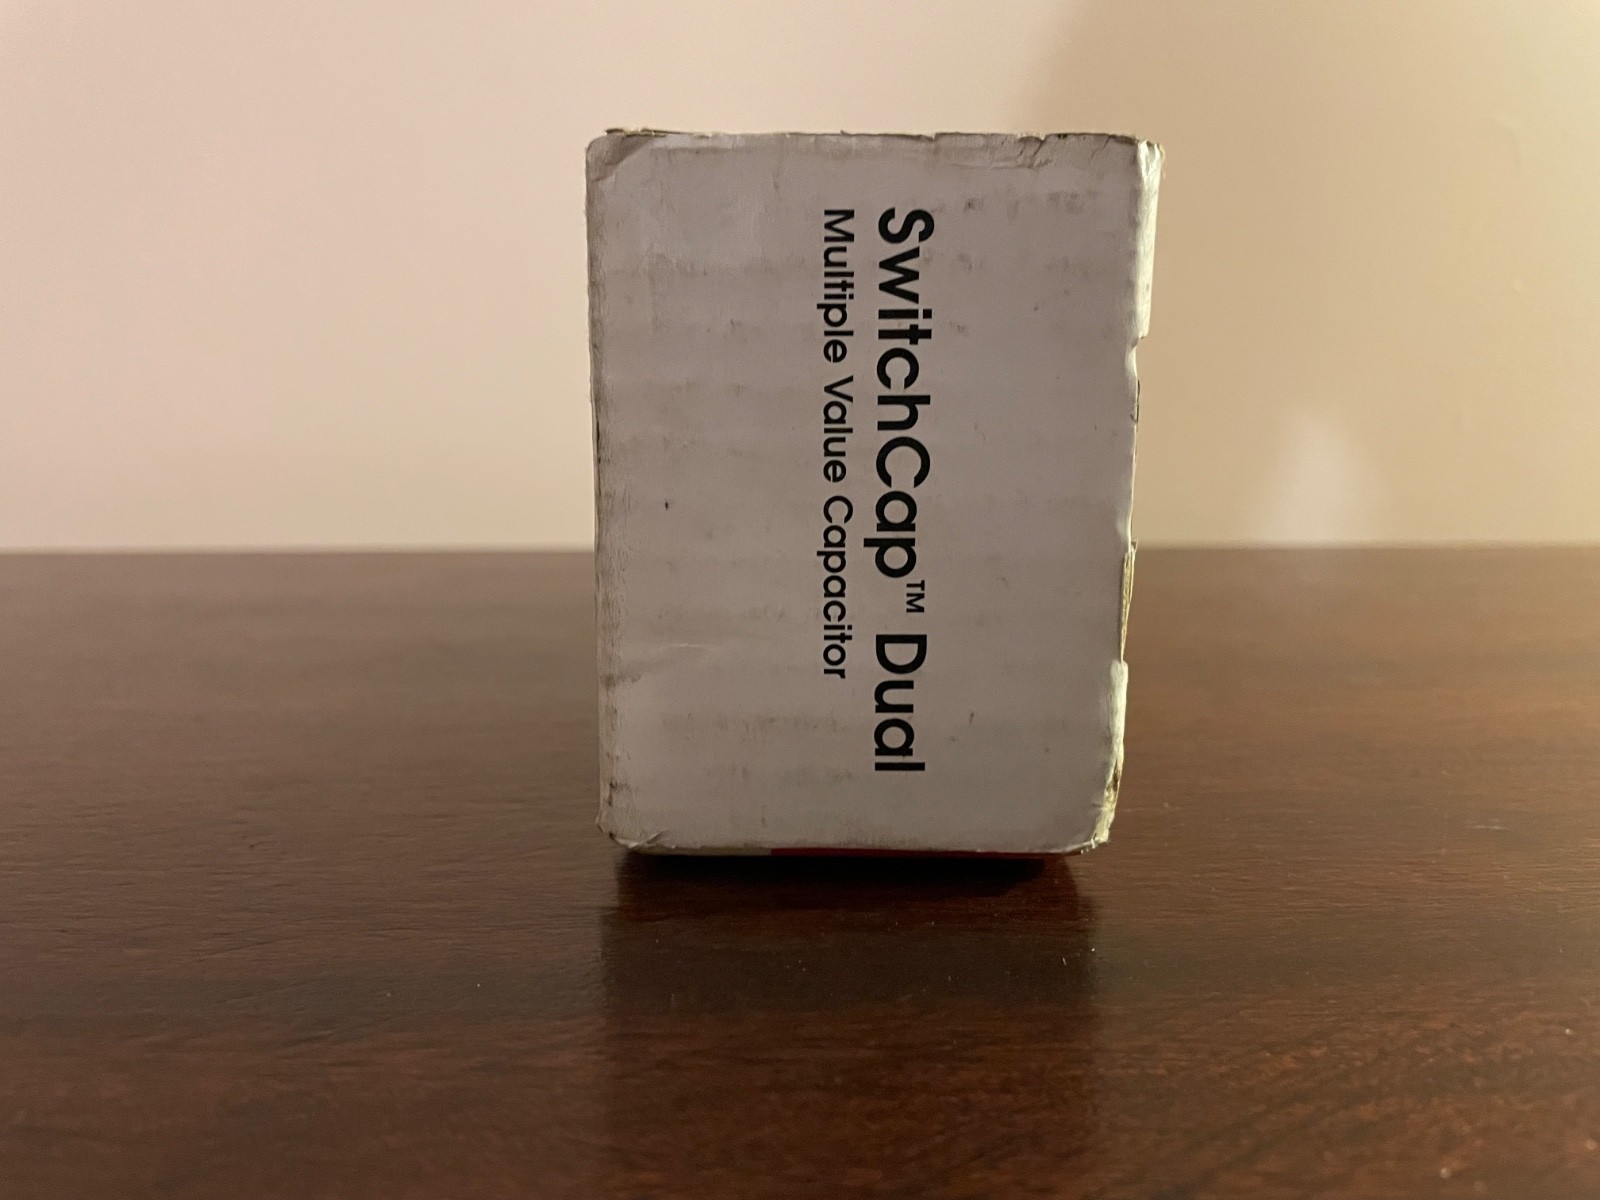 SwitchCap™ Dual
Multiple Value Capacitor